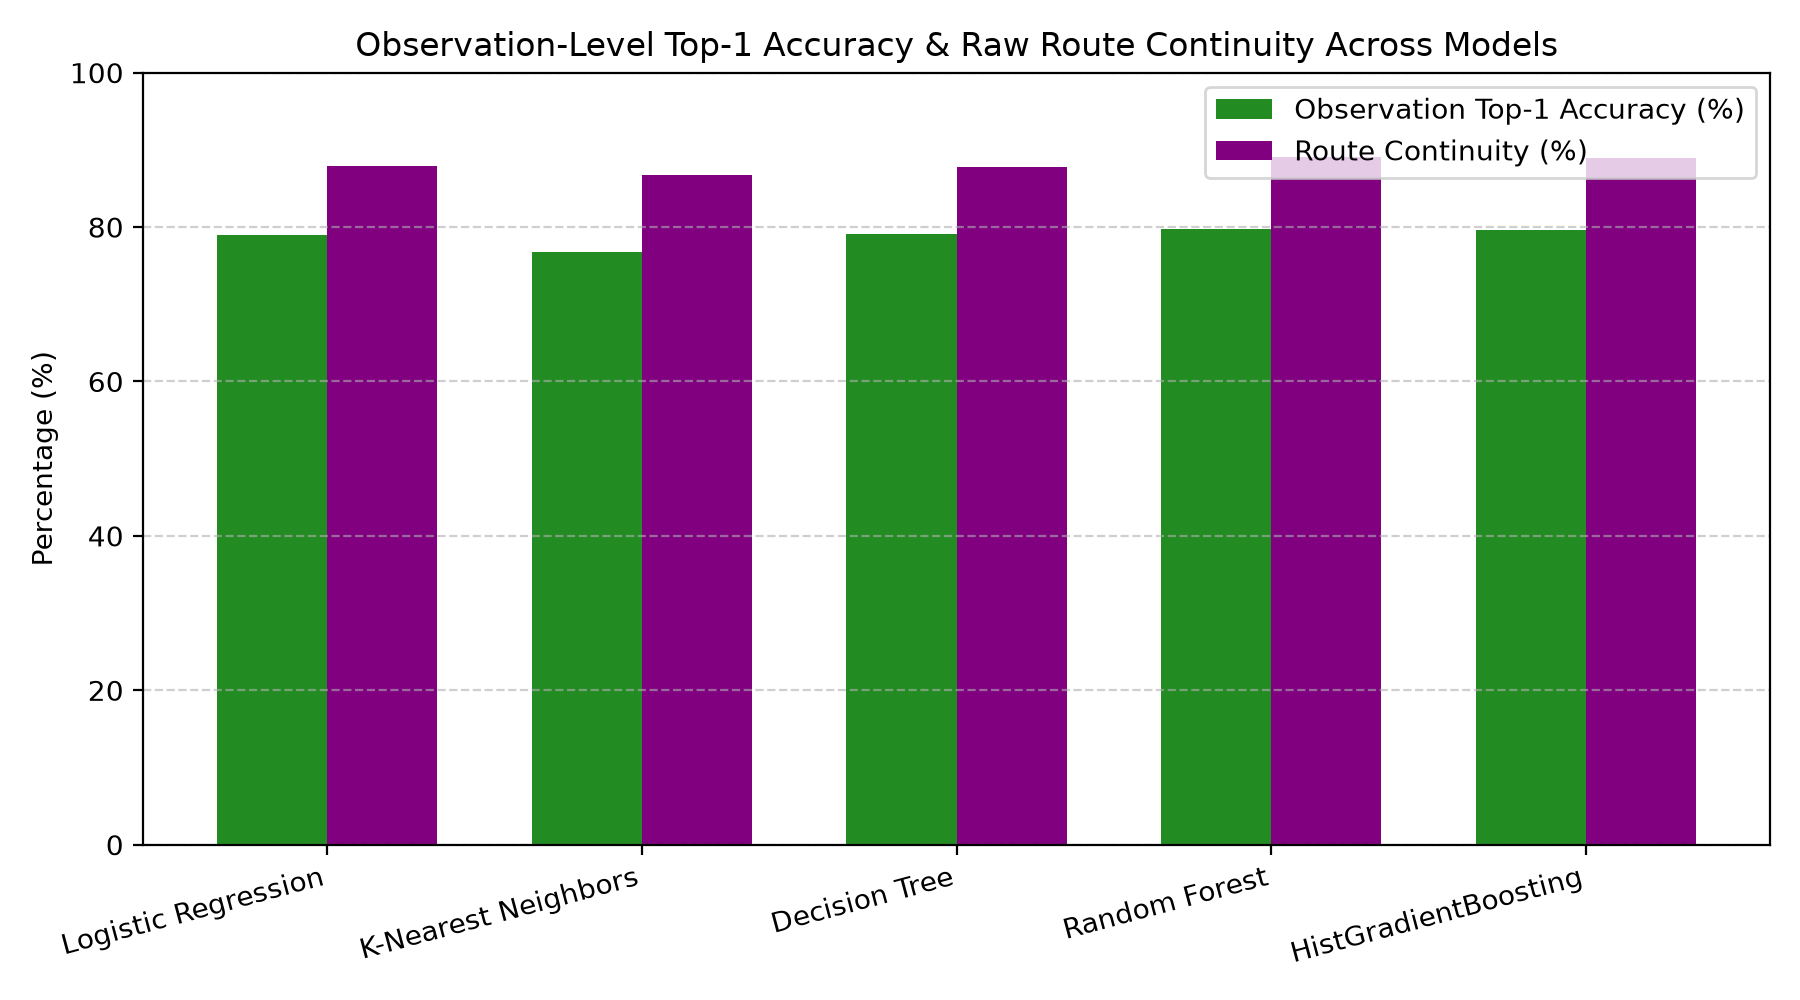 Observation-Level Top-1 Accuracy & Raw Route Continuity Across Models
Observation Top-1 Accuracy (%)
Route Continuity (%)
Percentage (%)
100
80
60
40
20
0
Logistic Regression
K-Nearest Neighbors
Decision Tree
Random Forest
HistGradientBoosting